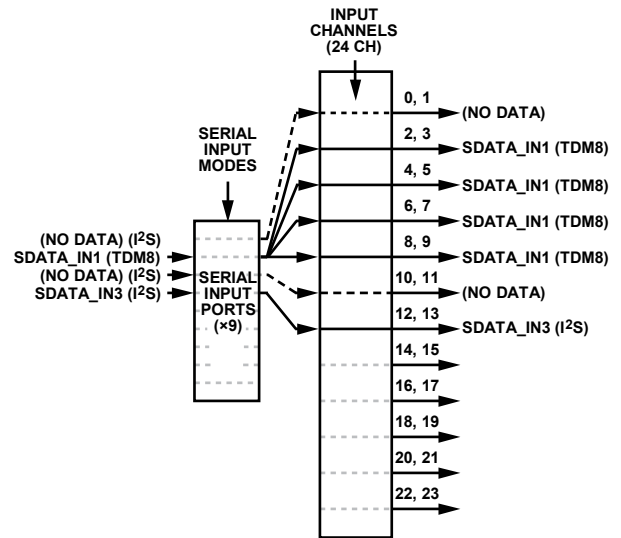 INPUT
CHANNELS
(24 CH)
SERIAL
INPUT
MODES
(NO DATA) (I²S)
SDATA_IN1 (TDM8)
(NO DATA) (I²S)
SDATA_IN3 (I²S)
SERIAL
INPUT
PORTS
(×9)
0, 1
(NO DATA)
2, 3
SDATA_IN1 (TDM8)
4, 5
SDATA_IN1 (TDM8)
6, 7
SDATA_IN1 (TDM8)
8, 9
SDATA_IN1 (TDM8)
10, 11
(NO DATA)
12, 13
SDATA_IN3 (I²S)
14, 15
16, 17
18, 19
20, 21
22, 23